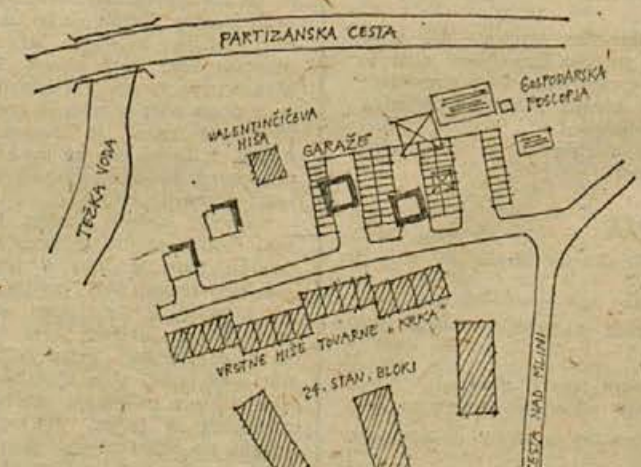 PARTIZANSKA CESTA
GOSPODARSKA
POSLOPJA
VALENTINČIČEVA
HIŠA
GARAŽE
TEŽKA VODA
VRSTNE HIŠE TOVARNE „KRKA"
24. STAN. BLOKI
CESTA NAD MLINI